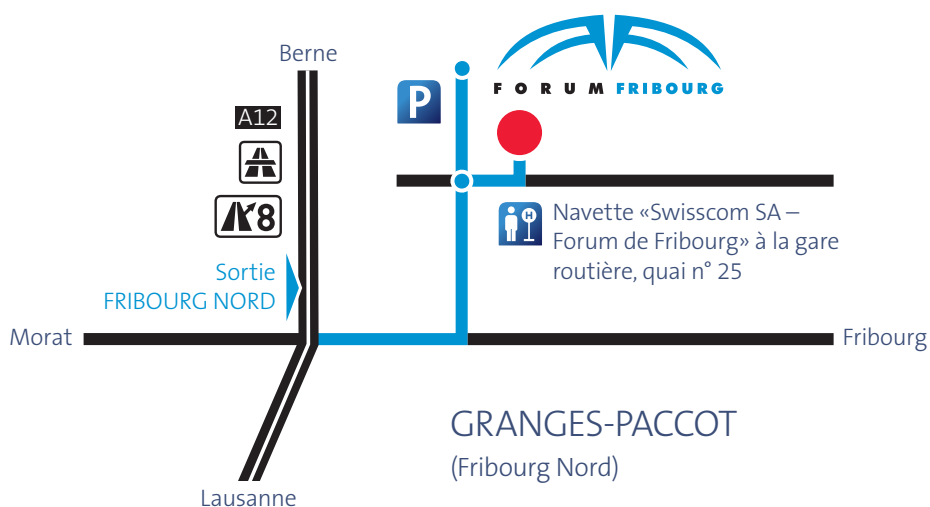 Berne
FORUM FRIBOURG
P
A12
8
H
Navette «Swisscom SA –
Forum de Fribourg» à la gare
routière, quai n° 25
Sortie
FRIBOURG NORD
Morat
Fribourg
GRANGES-PACCOT
(Fribourg Nord)
Lausanne